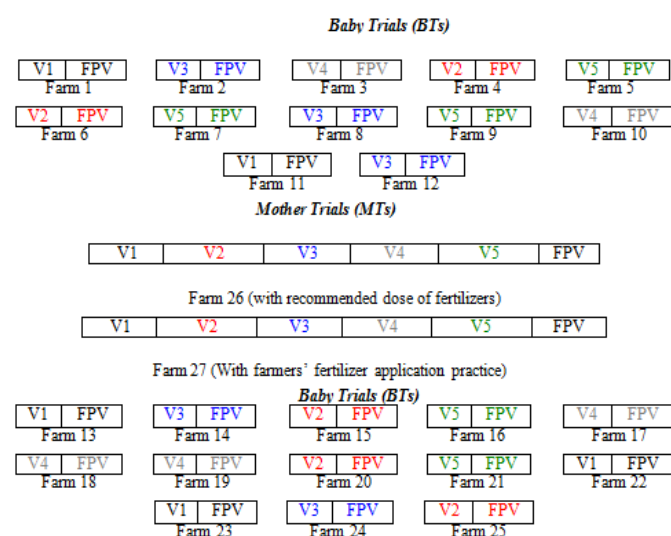 Baby Trials (BTs)
V1 FPV V3 FPV V4 FPV V2 FPV V5 FPV
Farm 1 Farm 2 Farm 3 Farm 4 Farm 5
V2 FPV V5 FPV V3 FPV V5 FPV V4 FPV
Farm 6 Farm 7 Farm 8 Farm 9 Farm 10
V1 FPV V3 FPV
Farm 11 Farm 12
Mother Trials (MTs)
V1 V2 V3 V4 V5 FPV
Farm 26 (with recommended dose of fertilizers)
V1 V2 V3 V4 V5 FPV
Farm 27 (With farmers’ fertilizer application practice)
Baby Trials (BTs)
V1 FPV V3 FPV V2 FPV V5 FPV V4 FPV
Farm 13 Farm 14 Farm 15 Farm 16 Farm 17
V4 FPV V4 FPV V2 FPV V5 FPV V1 FPV
Farm 18 Farm 19 Farm 20 Farm 21 Farm 22
V1 FPV V3 FPV V2 FPV
Farm 23 Farm 24 Farm 25